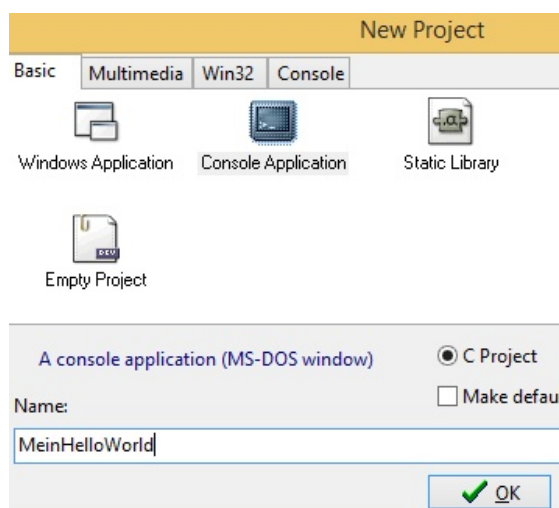 New Project
Basic Multimedia Win32 Console
Windows Application Console Application Static Library
Empty Project
A console application (MS-DOS window) C Project
Name: Make defau
MeinHelloWorld
OK